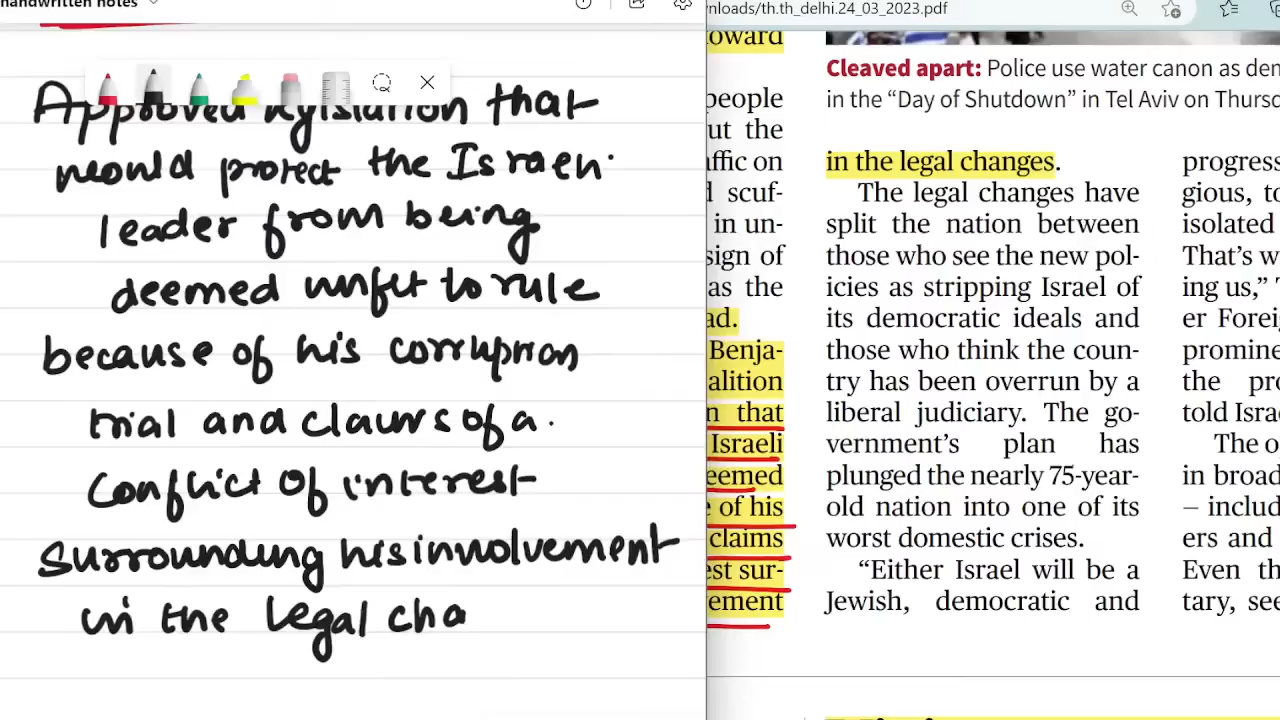 handwritten notes
Approved legislation that
would protect the Israeli
leader from being
deemed unfit to rule
because of his corruption
trial and claims of a
conflict of interest
surrounding his involvement
in the legal cha
nloads/th.th_delhi.24_03_2023.pdf
toward
people
ut the
affic on
d scuf-
in un-
sign of
as the
ad.
Benja-
alition
n that
Israeli
eemed
e of his
claims
est sur-
ement
Cleaved apart: Police use water canon as den
in the “Day of Shutdown” in Tel Aviv on Thursd
in the legal changes.
The legal changes have
split the nation between
those who see the new pol-
icies as stripping Israel of
its democratic ideals and
those who think the coun-
try has been overrun by a
liberal judiciary. The go-
vernment’s plan has
plunged the nearly 75-year-
old nation into one of its
worst domestic crises.
“Either Israel will be a
Jewish, democratic and
progress
gious, to
isolated
That’s w
ing us,” T
er Foreig
promine
the pro
told Isra
The o
in broad
– includ
ers and
Even th
tary, see